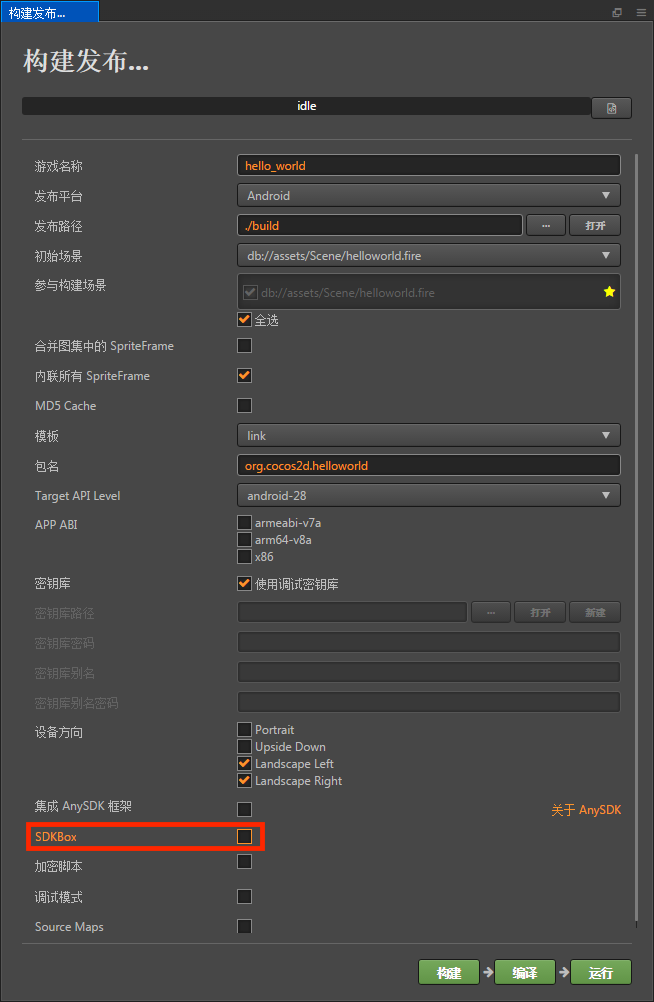 构建发布...
构建发布...
idle
游戏名称 hello_world
发布平台 Android
发布路径 ./build ... 打开
初始场景 db://assets/Scene/helloworld.fire
参与构建场景 db://assets/Scene/helloworld.fire
全选
合并图集中的 SpriteFrame
内联所有 SpriteFrame
MD5 Cache
模板 link
包名 org.cocos2d.helloworld
Target API Level android-28
APP ABI armeabi-v7a
arm64-v8a
x86
密钥库 使用调试密钥库
密钥库路径 ... 打开 新建
密钥库密码
密钥库别名
密钥库别名密码
设备方向 Portrait
Upside Down
Landscape Left
Landscape Right
集成 AnySDK 框架 关于 AnySDK
SDKBox
加密脚本
调试模式
Source Maps
构建 编译 运行